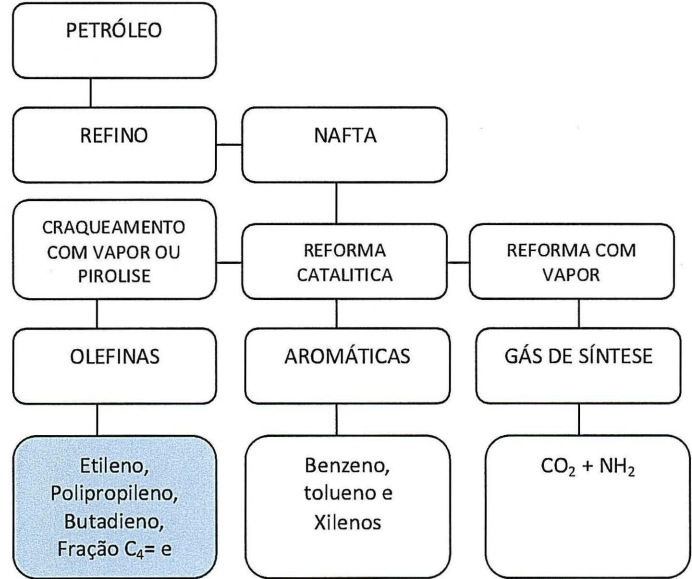 PETRÓLEO
REFINO
NAFTA
CRAQUEAMENTO
COM VAPOR OU
PIROLISE
REFORMA
CATALITICA
REFORMA COM
VAPOR
OLEFINAS
AROMÁTICAS
GÁS DE SÍNTESE
Etileno,
Polipropileno,
Butadieno,
Fração C₄= e
Benzeno,
tolueno e
Xilenos
CO₂ + NH₂